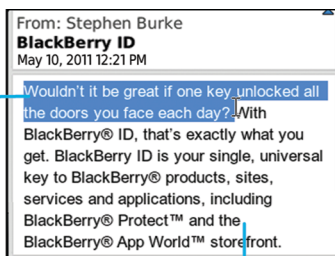 From: Stephen Burke
BlackBerry ID
May 10, 2011 12:21 PM
Wouldn't it be great if one key unlocked all
the doors you face each day? With
BlackBerry® ID, that's exactly what you
get. BlackBerry ID is your single, universal
key to BlackBerry® products, sites,
services and applications, including
BlackBerry® Protect™ and the
BlackBerry® App World™ storefront.